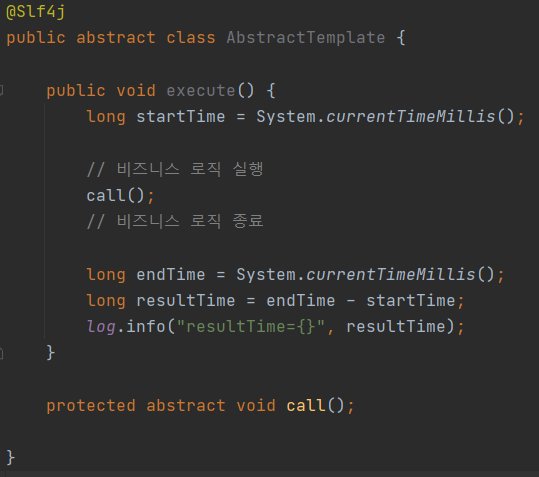 @Slf4j
public abstract class AbstractTemplate {
public void execute() {
long startTime = System.currentTimeMillis();
// 비즈니스 로직 실행
call();
// 비즈니스 로직 종료
long endTime = System.currentTimeMillis();
long resultTime = endTime - startTime;
log.info("resultTime={}", resultTime);
}
protected abstract void call();
}